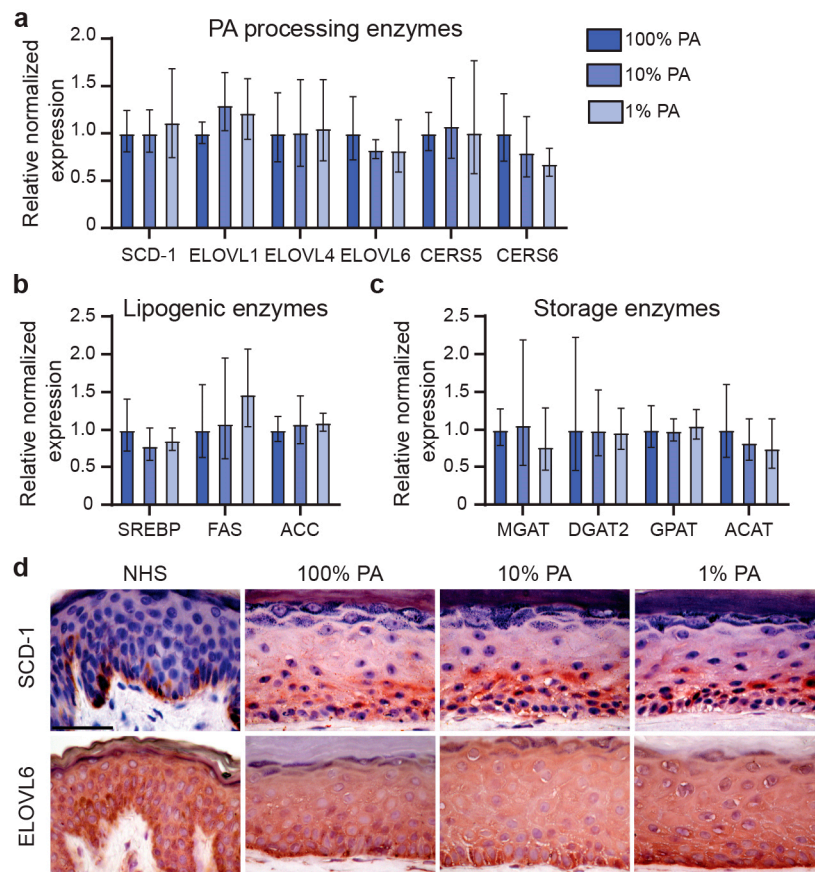 a
PA processing enzymes
100% PA
10% PA
1% PA
Relative normalized
expression
2.0
1.5
1.0
0.5
0
SCD-1 ELOVL1 ELOVL4 ELOVL6 CERS5 CERS6
b
Lipogenic enzymes
Relative normalized
expression
2.5
2.0
1.5
1.0
0.5
0
SREBP FAS ACC
c
Storage enzymes
Relative normalized
expression
2.5
2.0
1.5
1.0
0.5
0
MGAT DGAT2 GPAT ACAT
d
NHS 100% PA 10% PA 1% PA
SCD-1
ELOVL6